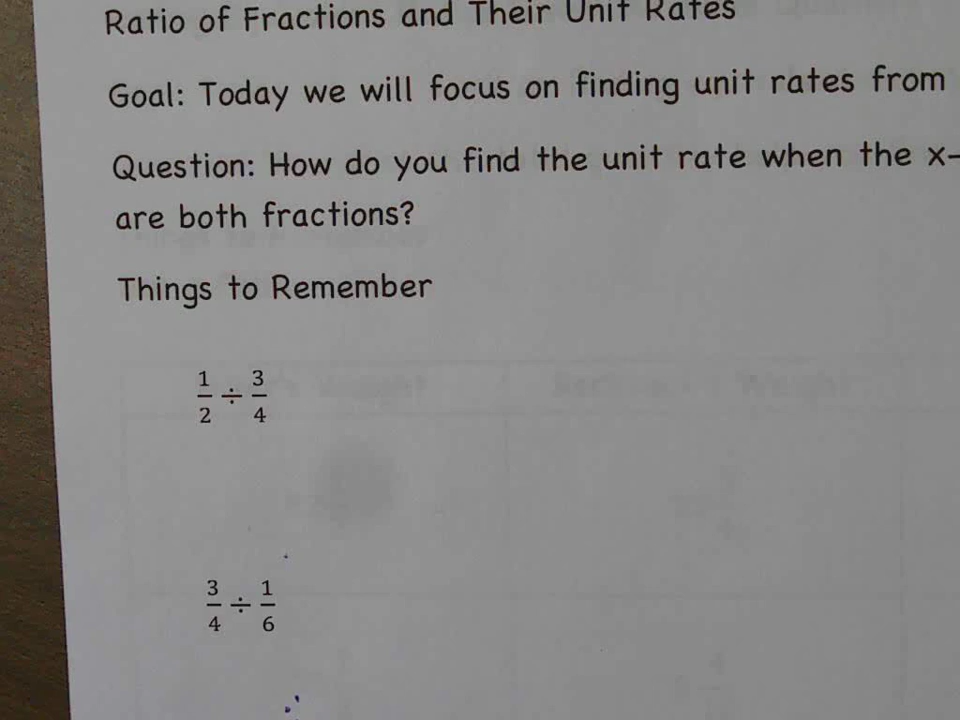 Ratio of Fractions and Their Unit Rates
Goal: Today we will focus on finding unit rates from
Question: How do you find the unit rate when the x-
are both fractions?
Things to Remember
1/2 ÷ 3/4
3/4 ÷ 1/6